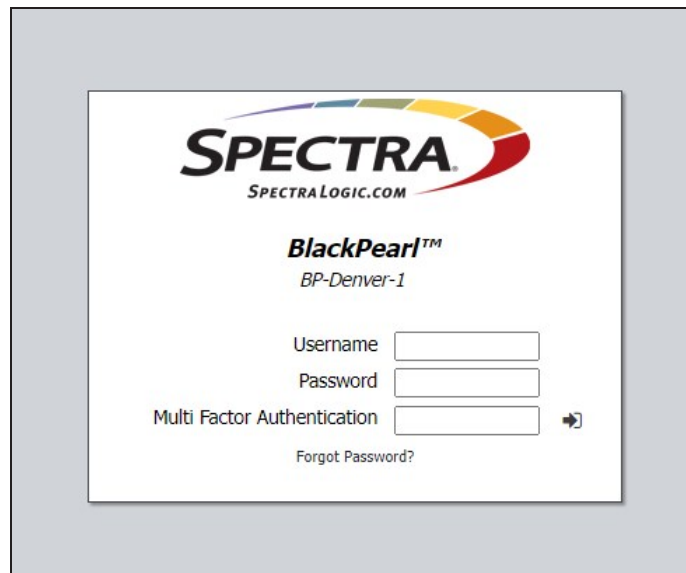 SPECTRA®
SPECTRALOGIC.COM
BlackPearl™
BP-Denver-1
Username
Password
Multi Factor Authentication
Forgot Password?